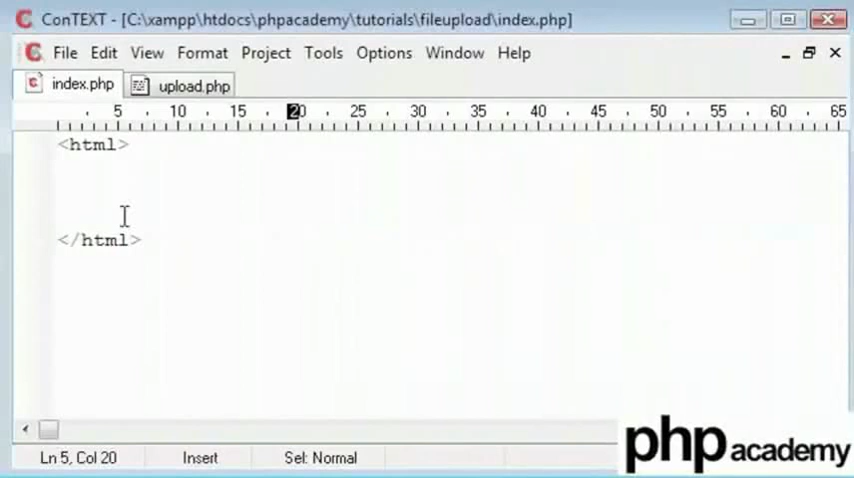 ConTEXT - [C:\xampp\htdocs\phpacademy\tutorials\fileupload\index.php]
File Edit View Format Project Tools Options Window Help
index.php upload.php
5 10 15 20 25 30 35 40 45 50 55 60 65
<html>
</html>
Ln 5, Col 20 Insert Sel: Normal
php academy